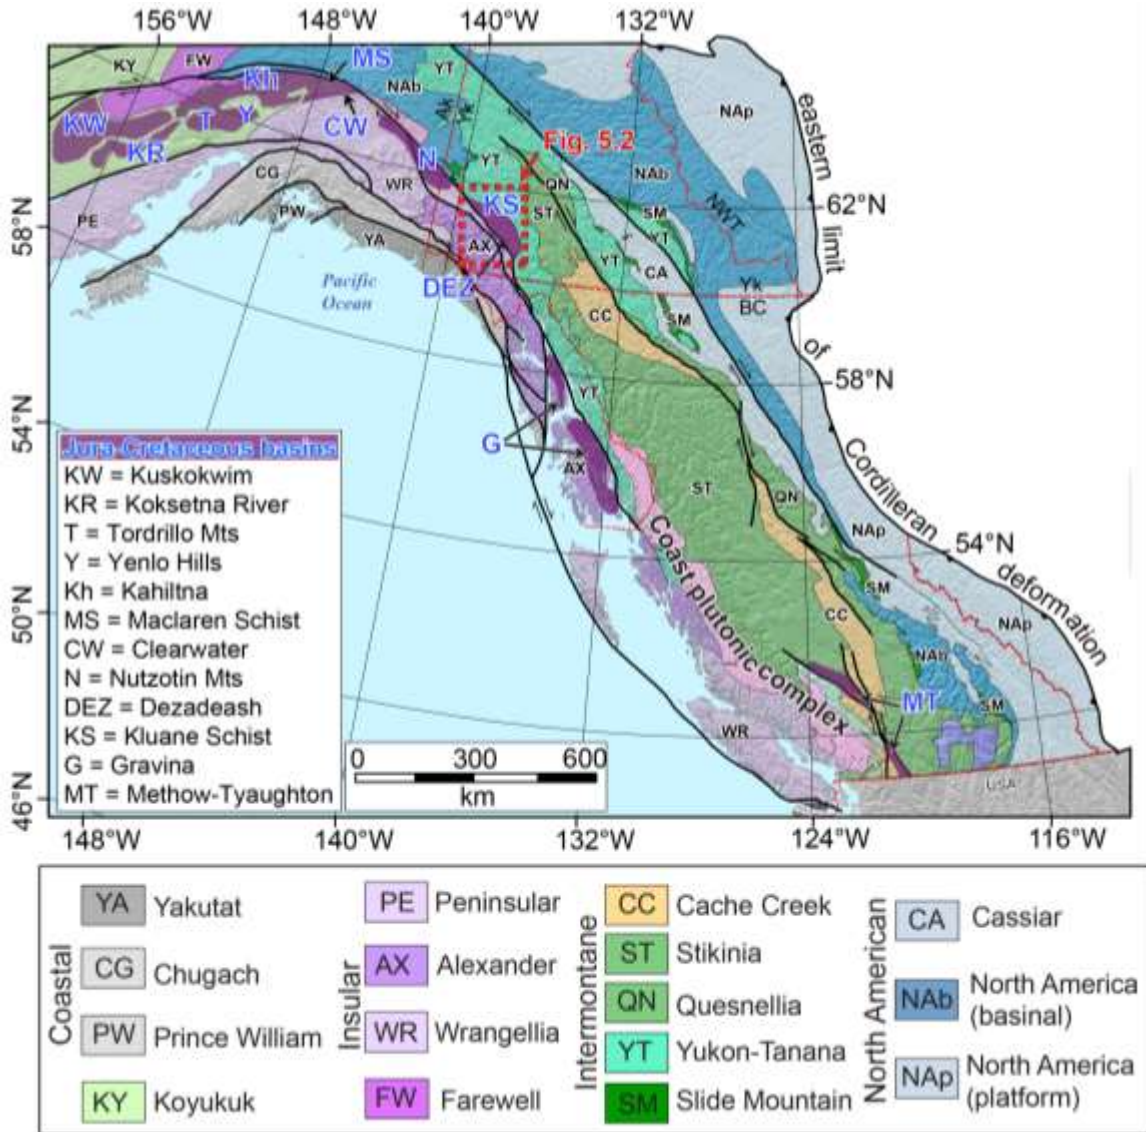 156°W 148°W 140°W 132°W
MS
KY FW YT
Kh NAb NAp
KW T Y CW
KR N YT Fig. 5.2
eastern limit of Cordilleran deformation
CG WR QN NAb
PE PW KS ST SM NWT 62°N
58°N YA AX YT YT
Pacific
Ocean
DEZ CA Yk
BC
CC SM
58°N
YT
54°N
G
AX ST QN
NAp 54°N
Coast plutonic complex
SM
CC NAp
50°N
NAb
MT
SM
WR
USA
46°N
Jura-Cretaceous basins
KW = Kuskokwim
KR = Koksetna River
T = Tordrillo Mts
Y = Yenlo Hills
Kh = Kahiltna
MS = Maclaren Schist
CW = Clearwater
N = Nutzotin Mts
DEZ = Dezadeash
KS = Kluane Schist
G = Gravina
MT = Methow-Tyaughton
0 300 600
km
148°W 140°W 132°W 124°W 116°W
Coastal
YA Yakutat
CG Chugach
PW Prince William
KY Koyukuk
Insular
PE Peninsular
AX Alexander
WR Wrangellia
FW Farewell
Intermontane
CC Cache Creek
ST Stikinia
QN Quesnellia
YT Yukon-Tanana
SM Slide Mountain
North American
CA Cassiar
NAb North America
(basinal)
NAp North America
(platform)